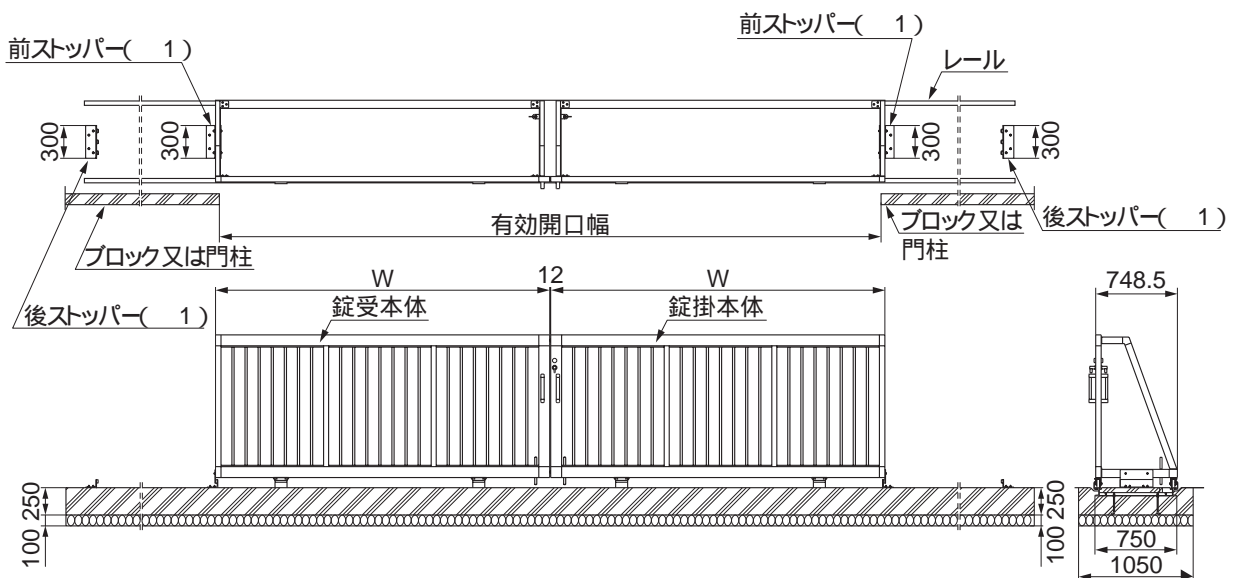 前ストッパー(　1)
前ストッパー(　1)
レール
300
300
300
300
有効開口幅
ブロック又は門柱
ブロック又は
門柱
後ストッパー(　1)
後ストッパー(　1)
W
12
W
748.5
錠受本体
錠掛本体
250
100
250
100
750
1050